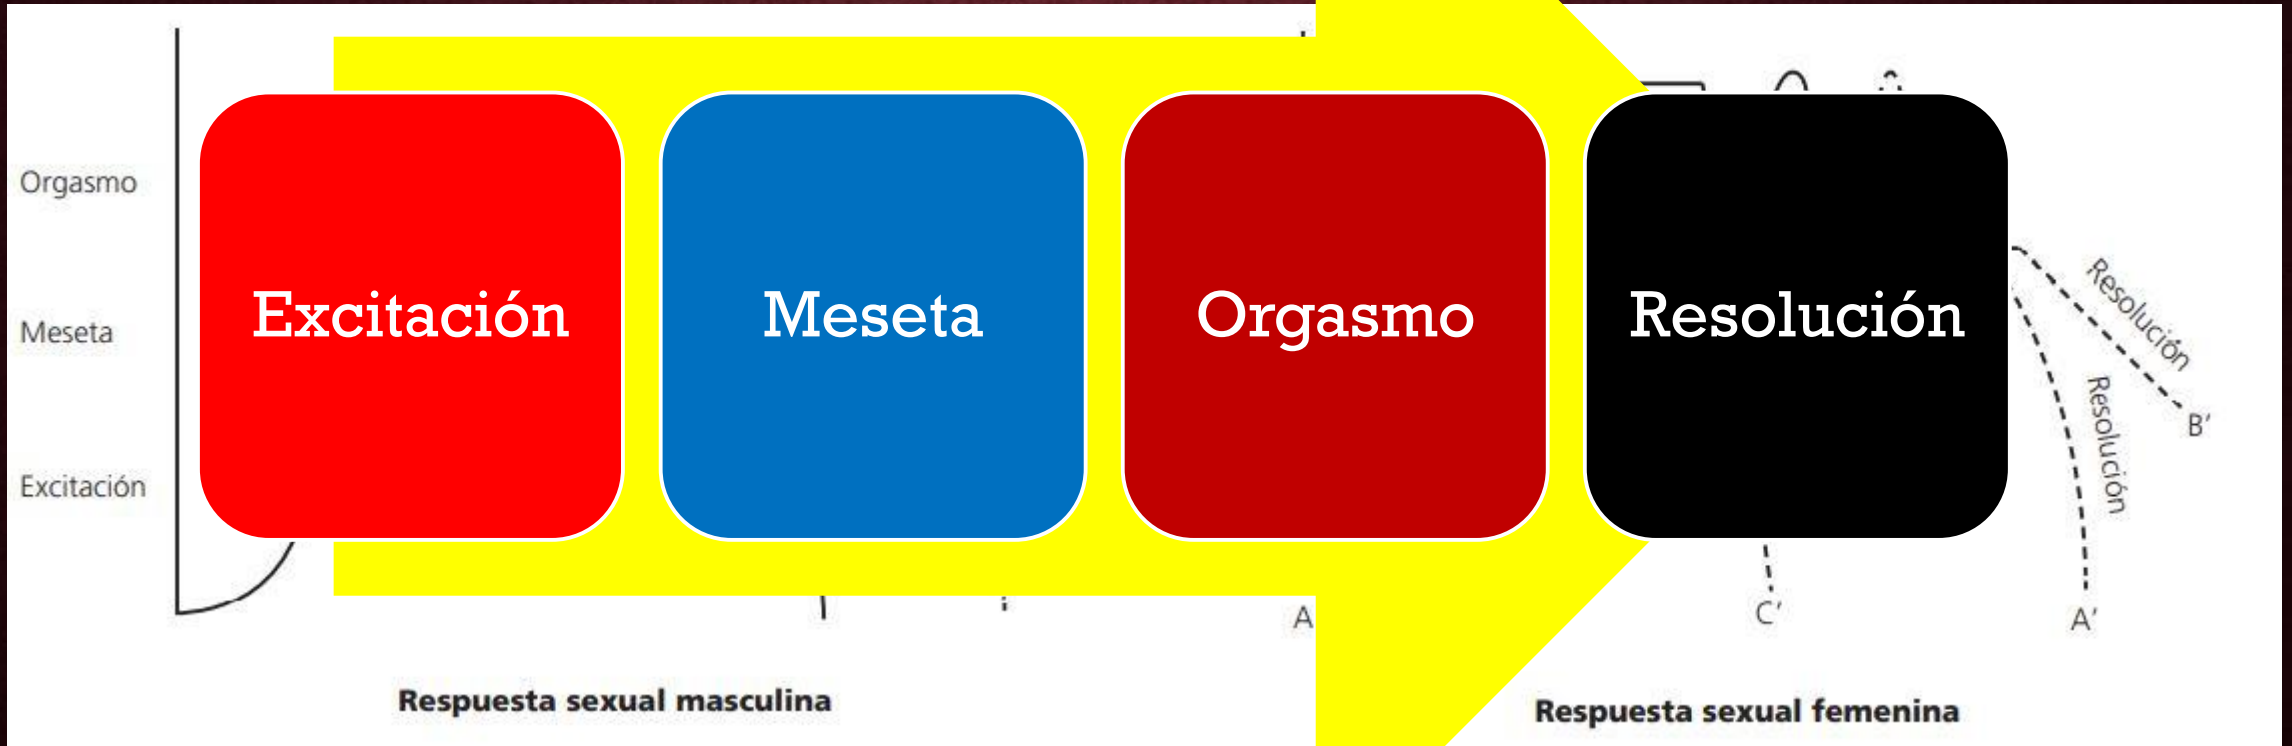 Orgasmo
Meseta
Excitación
Excitación
Meseta
Orgasmo
Resolución
Resolución
Resolución
B'
A
C'
A'
Respuesta sexual masculina
Respuesta sexual femenina